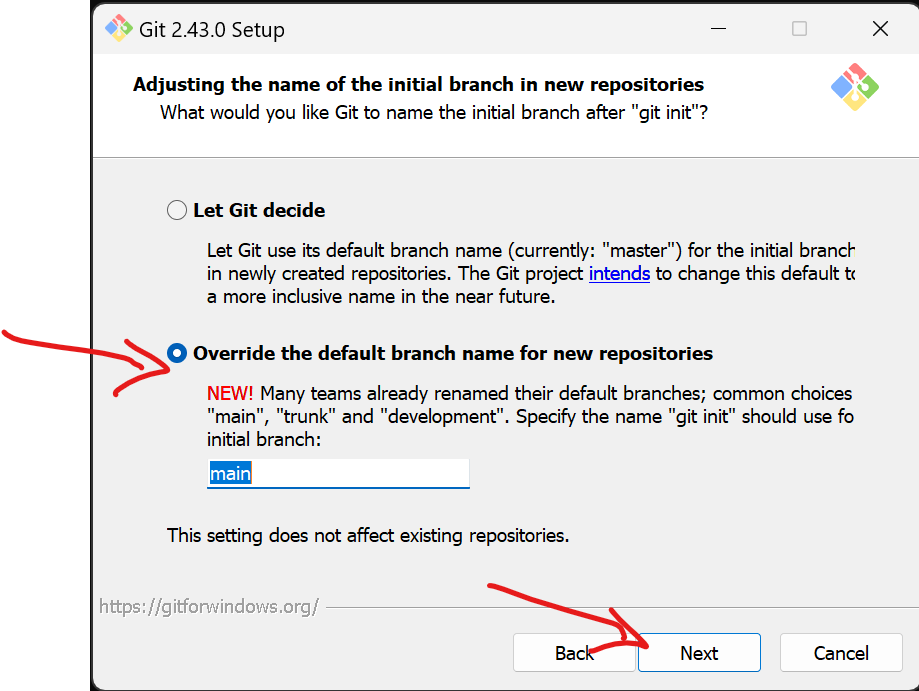 Git 2.43.0 Setup
Adjusting the name of the initial branch in new repositories
What would you like Git to name the initial branch after "git init"?
Let Git decide
Let Git use its default branch name (currently: "master") for the initial branch
in newly created repositories. The Git project intends to change this default to
a more inclusive name in the near future.
Override the default branch name for new repositories
NEW! Many teams already renamed their default branches; common choices
"main", "trunk" and "development". Specify the name "git init" should use fo
initial branch:
main
This setting does not affect existing repositories.
https://gitforwindows.org/
Back Next Cancel